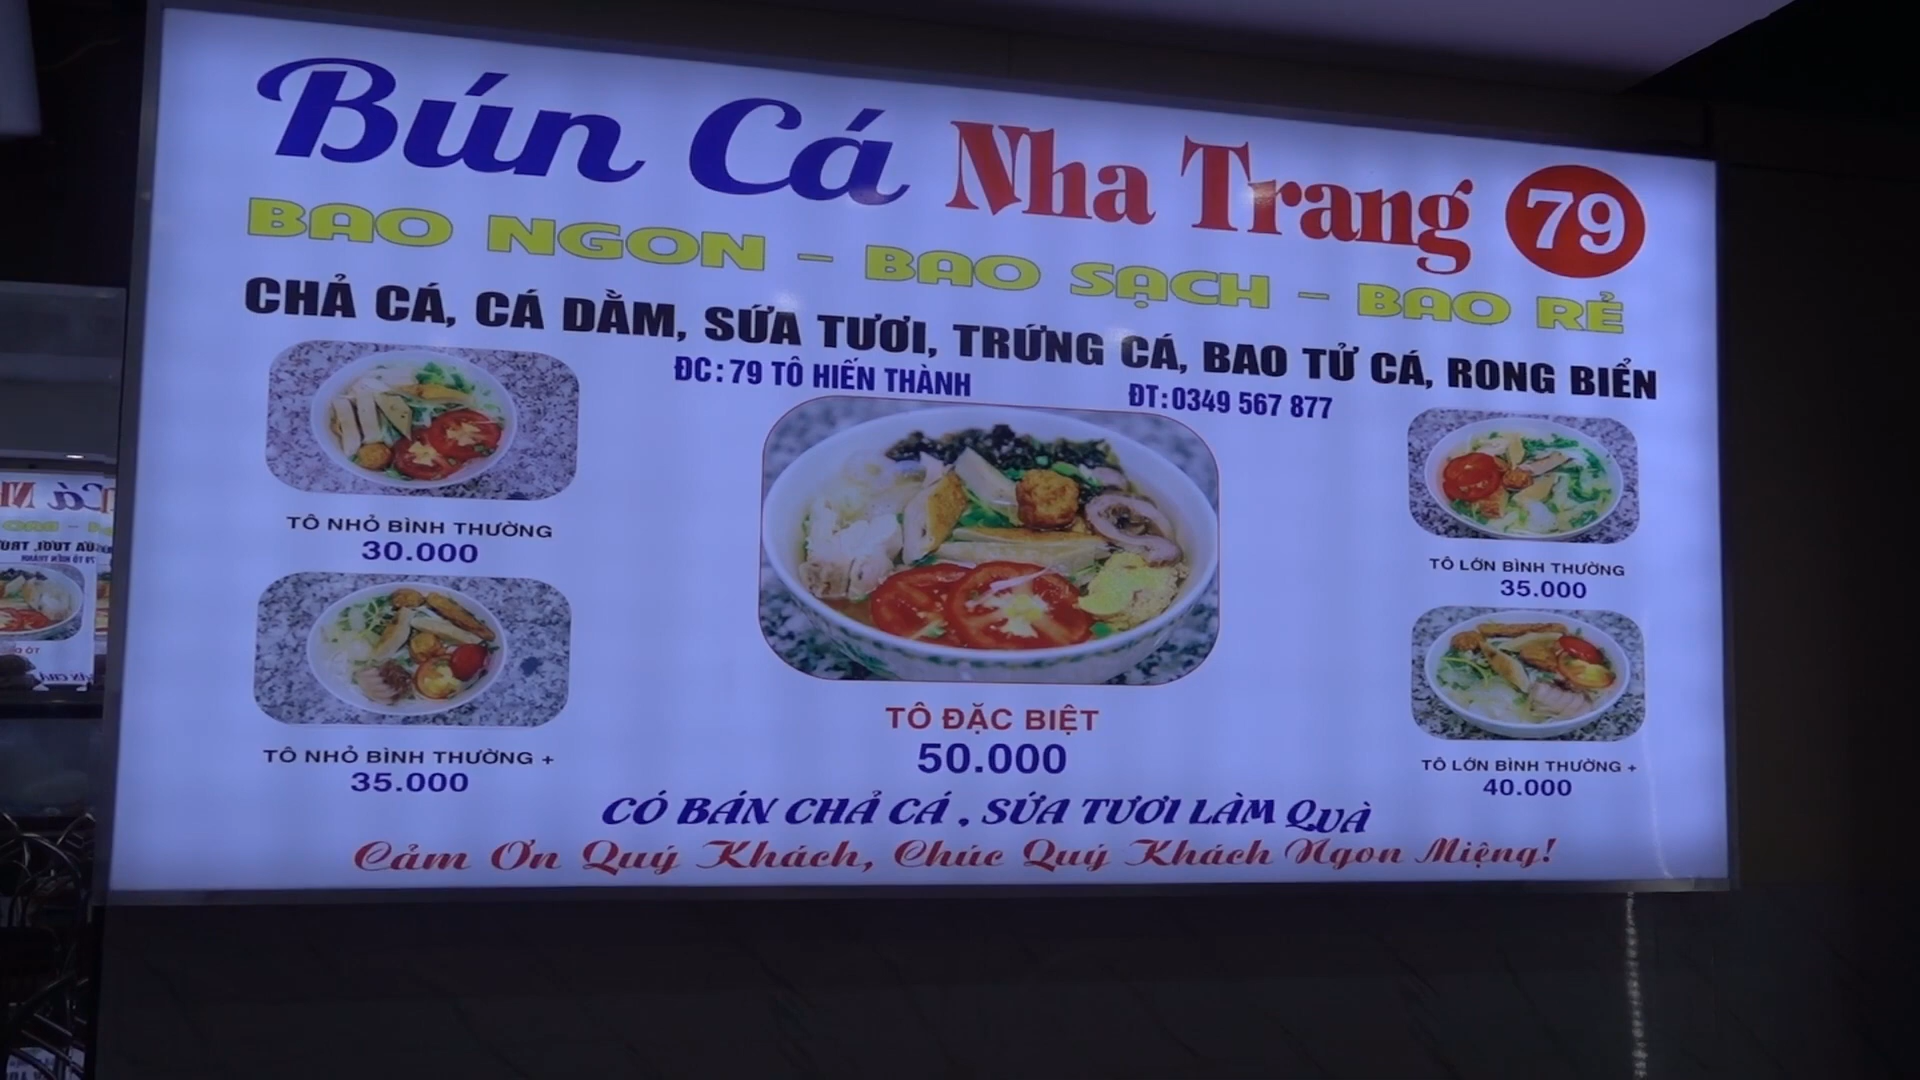 Bún Cá Nha Trang 79
BAO NGON - BAO SẠCH - BAO RẺ
CHẢ CÁ, CÁ DẰM, SỨA TƯƠI, TRỨNG CÁ, BAO TỬ CÁ, RONG BIỂN
ĐC: 79 TÔ HIẾN THÀNH
ĐT: 0349 567 877
TÔ NHỎ BÌNH THƯỜNG
30.000
TÔ LỚN BÌNH THƯỜNG
35.000
TÔ NHỎ BÌNH THƯỜNG +
35.000
TÔ ĐẶC BIỆT
50.000
TÔ LỚN BÌNH THƯỜNG +
40.000
CÓ BÁN CHẢ CÁ, SỨA TƯƠI LÀM QUÀ
Cảm Ơn Quý Khách, Chúc Quý Khách Ngon Miệng!